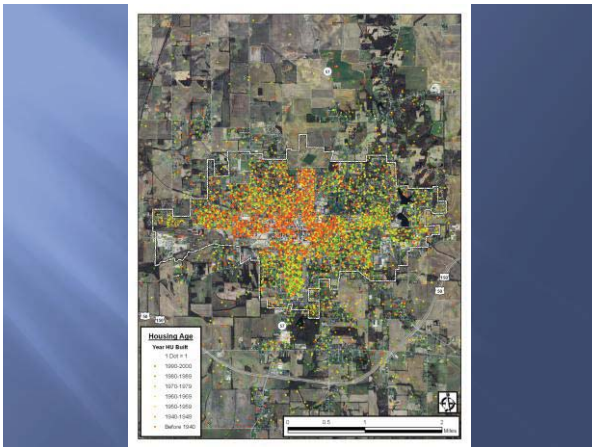 57
Housing Age
Year HU Built
1 Dot = 1
1990-2000
1980-1989
1970-1979
1960-1969
1950-1959
1940-1949
Before 1940
0 0.5 1 2
Miles